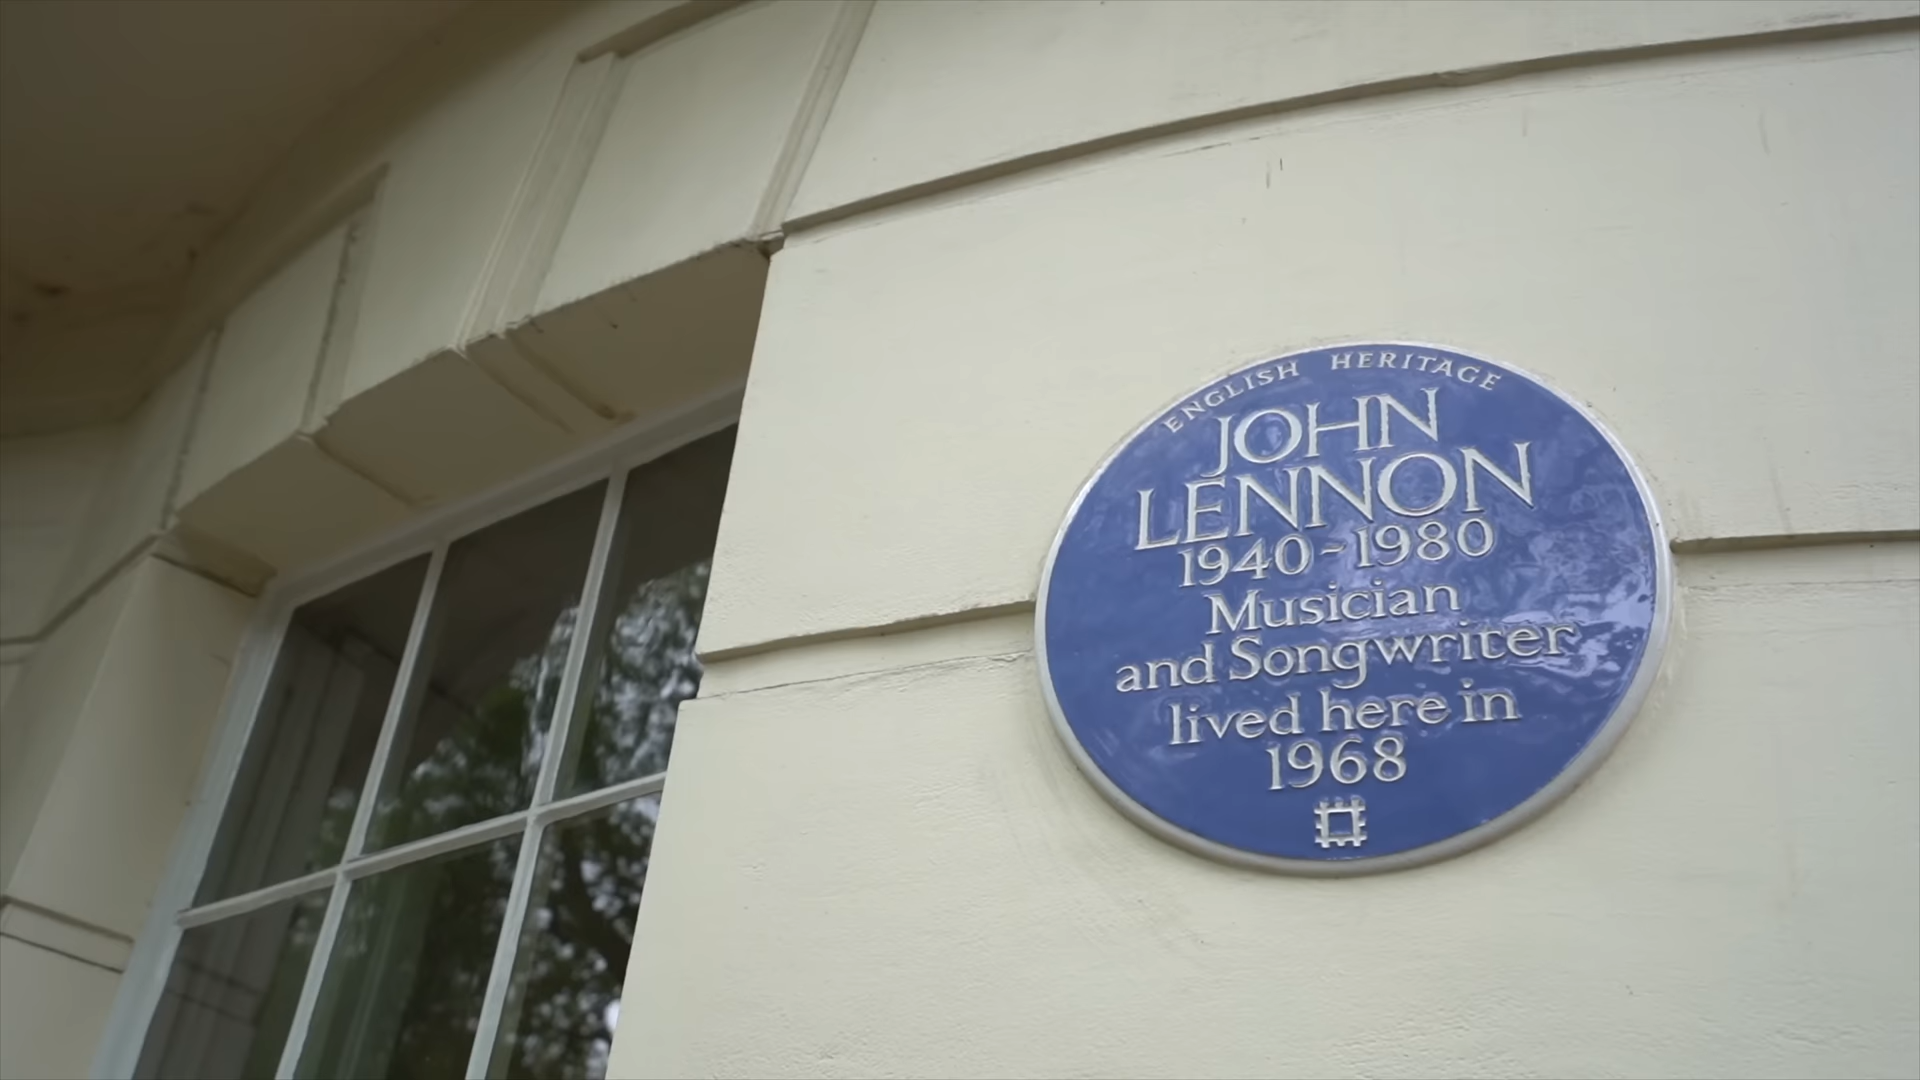 ENGLISH HERITAGE
JOHN
LENNON
1940-1980
Musician
and Songwriter
lived here in
1968